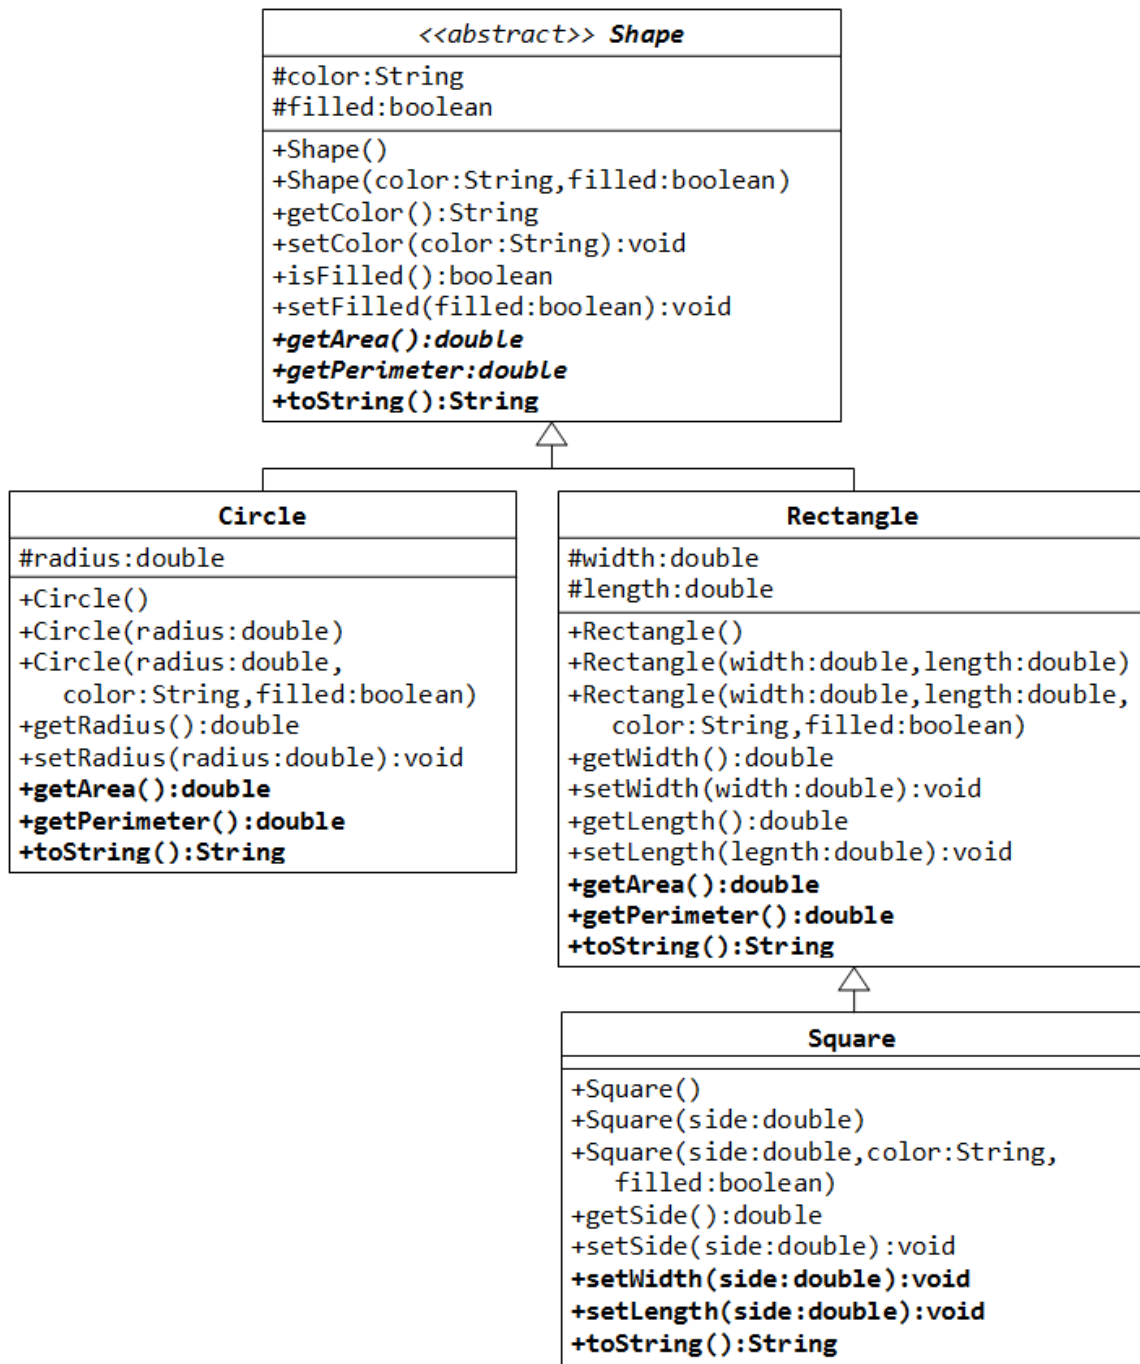 <<abstract>> Shape
#color:String
#filled:boolean
+Shape()
+Shape(color:String,filled:boolean)
+getColor():String
+setColor(color:String):void
+isFilled():boolean
+setFilled(filled:boolean):void
+getArea():double
+getPerimeter:double
+toString():String
Circle
#radius:double
+Circle()
+Circle(radius:double)
+Circle(radius:double,
color:String,filled:boolean)
+getRadius():double
+setRadius(radius:double):void
+getArea():double
+getPerimeter():double
+toString():String
Rectangle
#width:double
#length:double
+Rectangle()
+Rectangle(width:double,length:double)
+Rectangle(width:double,length:double,
color:String,filled:boolean)
+getWidth():double
+setWidth(width:double):void
+getLength():double
+setLength(legnth:double):void
+getArea():double
+getPerimeter():double
+toString():String
Square
+Square()
+Square(side:double)
+Square(side:double,color:String,
filled:boolean)
+getSide():double
+setSide(side:double):void
+setWidth(side:double):void
+setLength(side:double):void
+toString():String